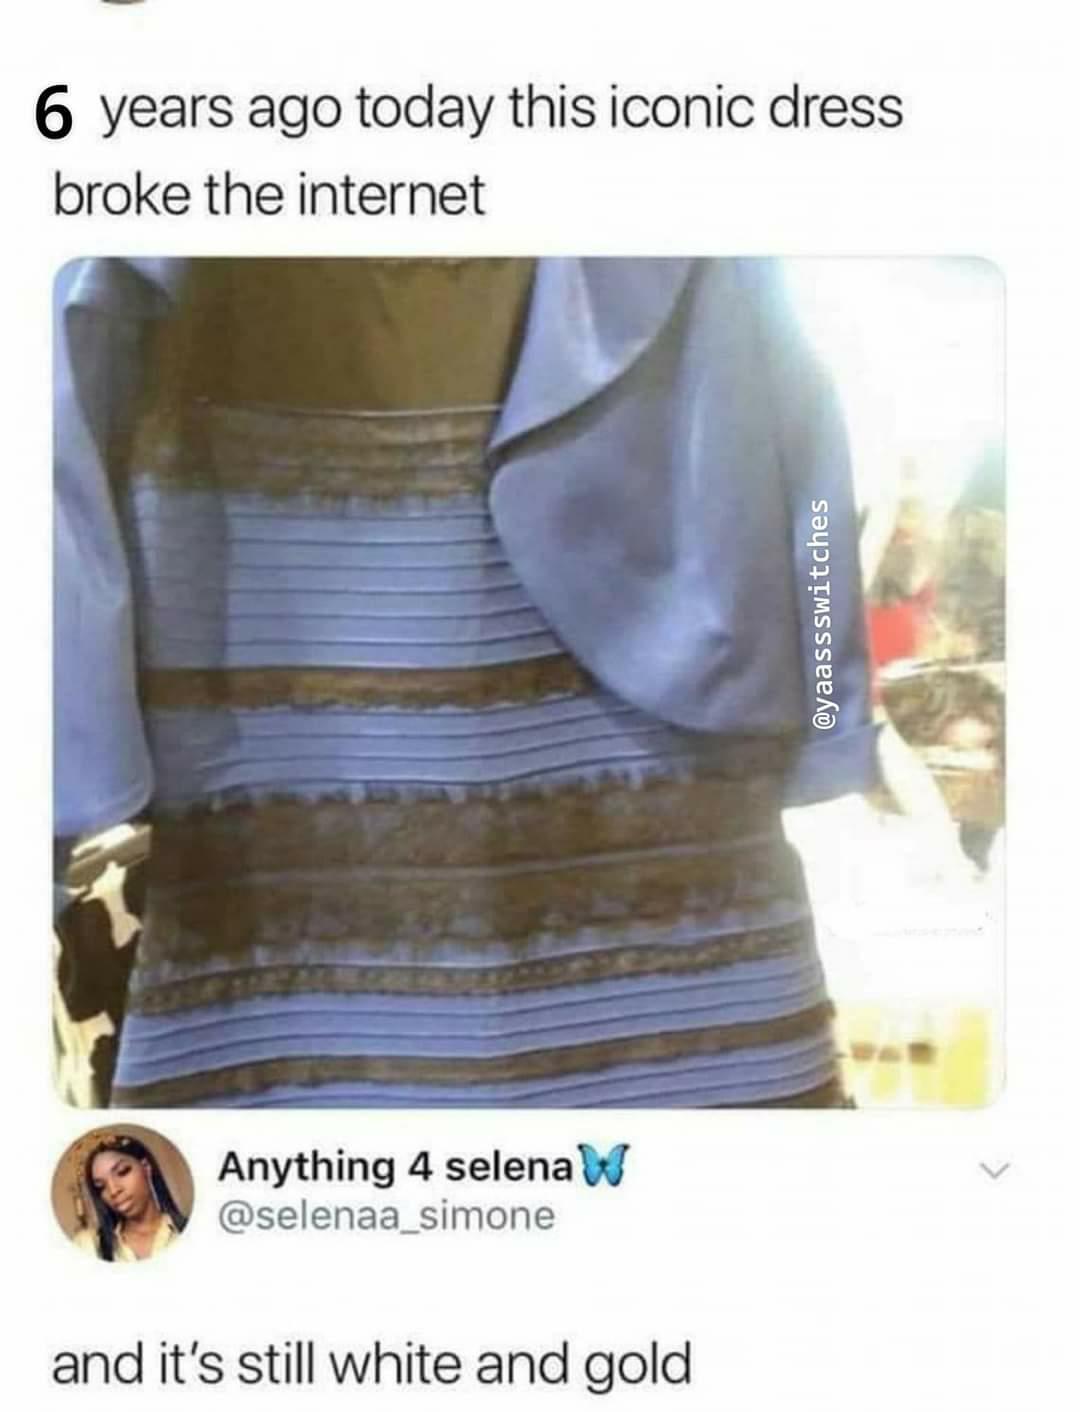 6 years ago today this iconic dress
broke the internet
@yaassswitches
Anything 4 selena🦋
@selenaa_simone
and it's still white and gold